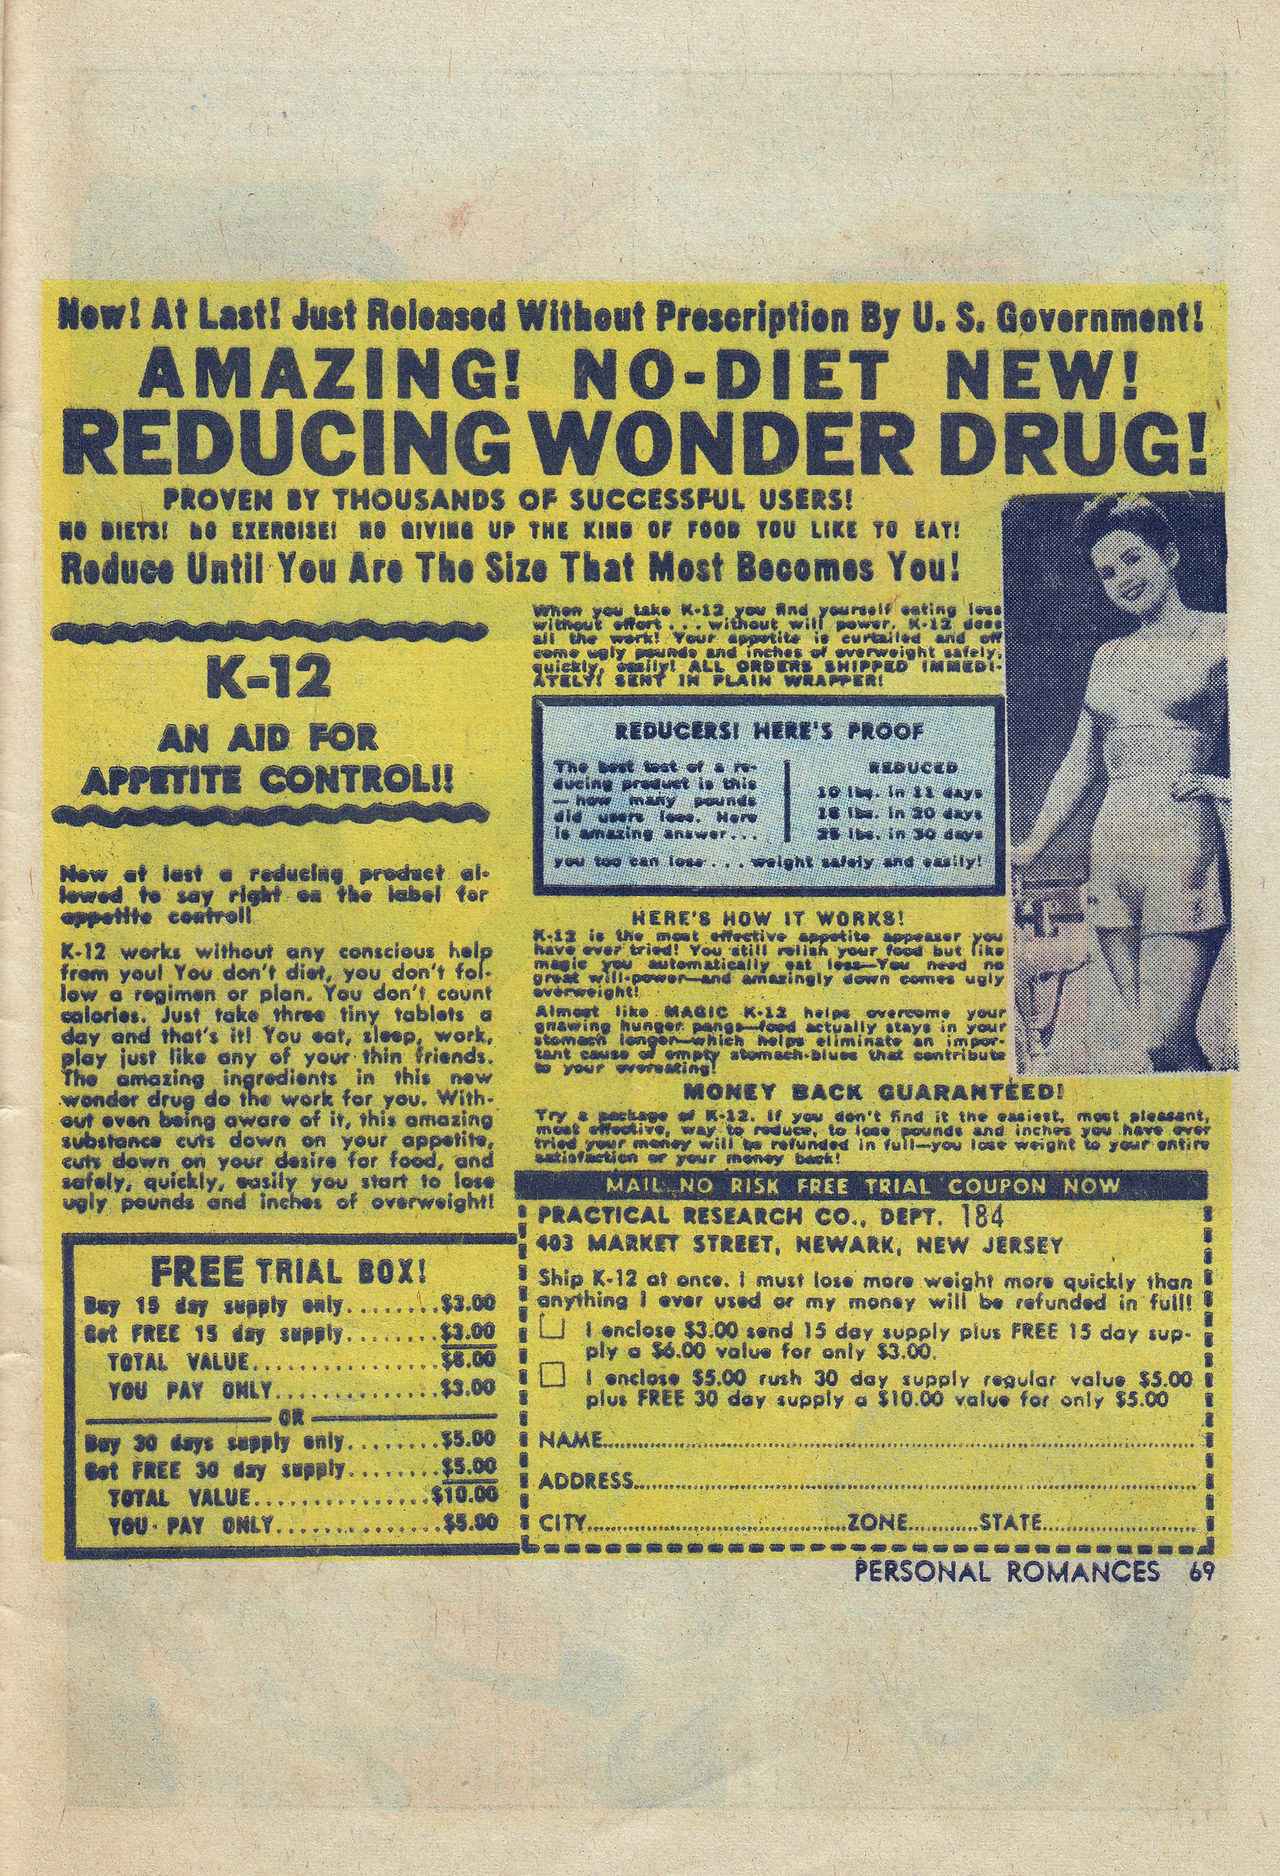 Now! At Last! Just Released Without Prescription By U. S. Government!
AMAZING! NO-DIET NEW!
REDUCING WONDER DRUG!
PROVEN BY THOUSANDS OF SUCCESSFUL USERS!
NO DIETS! NO EXERCISE! NO GIVING UP THE KIND OF FOOD YOU LIKE TO EAT!
Reduce Until You Are The Size That Most Becomes You!
K-12
AN AID FOR
APPETITE CONTROL!!
Now at last a reducing product al-
lowed to say right on the label for
appetite control!
K-12 works without any conscious help
from you! You don't diet, you don't fol-
low a regimen or plan. You don't count
calories. Just take three tiny tablets a
day and that's it! You eat, sleep, work,
play just like any of your thin friends.
The amazing ingredients in this new
wonder drug do the work for you. With-
out even being aware of it, this amazing
substance cuts down on your appetite,
cuts down on your desire for food, and
safely, quickly, easily you start to lose
ugly pounds and inches of overweight!
FREE TRIAL BOX!
Buy 15 day supply only........$3.00
Get FREE 15 day supply........$3.00
TOTAL VALUE................$6.00
YOU PAY ONLY..............$3.00
OR
Buy 30 days supply only........$5.00
Get FREE 30 day supply........$5.00
TOTAL VALUE...............$10.00
YOU PAY ONLY..............$5.00
When you take K-12 you find yourself eating less
without effort . . . without will power. K-12 does
all the work! Your appetite is curtailed and off
come ugly pounds and inches of overweight safely,
quickly, easily! ALL ORDERS SHIPPED IMMEDI-
ATELY! SENT IN PLAIN WRAPPER!
REDUCERS! HERE'S PROOF
The best test of a re-
ducing product is this
—how many pounds
did users lose. Here
is amazing answer...
REDUCED
10 lbs. in 11 days
18 lbs. in 20 days
25 lbs. in 30 days
you too can lose . . . weight safely and easily!
HERE'S HOW IT WORKS!
K-12 is the most effective appetite appeaser you
have ever tried! You still relish your food but like
magic you automatically eat less—You need no
great will-power—and amazingly down comes ugly
overweight!
Almost like MAGIC K-12 helps overcome your
gnawing hunger pangs—food actually stays in your
stomach longer—which helps eliminate an impor-
tant cause of empty stomach-blues that contribute
to your overeating!
MONEY BACK GUARANTEED!
Try a package of K-12. If you don't find it the easiest, most pleasant,
most effective, way to reduce, to lose pounds and inches you have ever
tried your money will be refunded in full—you lose weight to your entire
satisfaction or your money back!
MAIL NO RISK FREE TRIAL COUPON NOW
PRACTICAL RESEARCH CO., DEPT. 184
403 MARKET STREET, NEWARK, NEW JERSEY
Ship K-12 at once. I must lose more weight more quickly than
anything I ever used or my money will be refunded in full!
I enclose $3.00 send 15 day supply plus FREE 15 day sup-
ply a $6.00 value for only $3.00.
I enclose $5.00 rush 30 day supply regular value $5.00
plus FREE 30 day supply a $10.00 value for only $5.00
NAME
ADDRESS
CITY ZONE STATE
PERSONAL ROMANCES 69